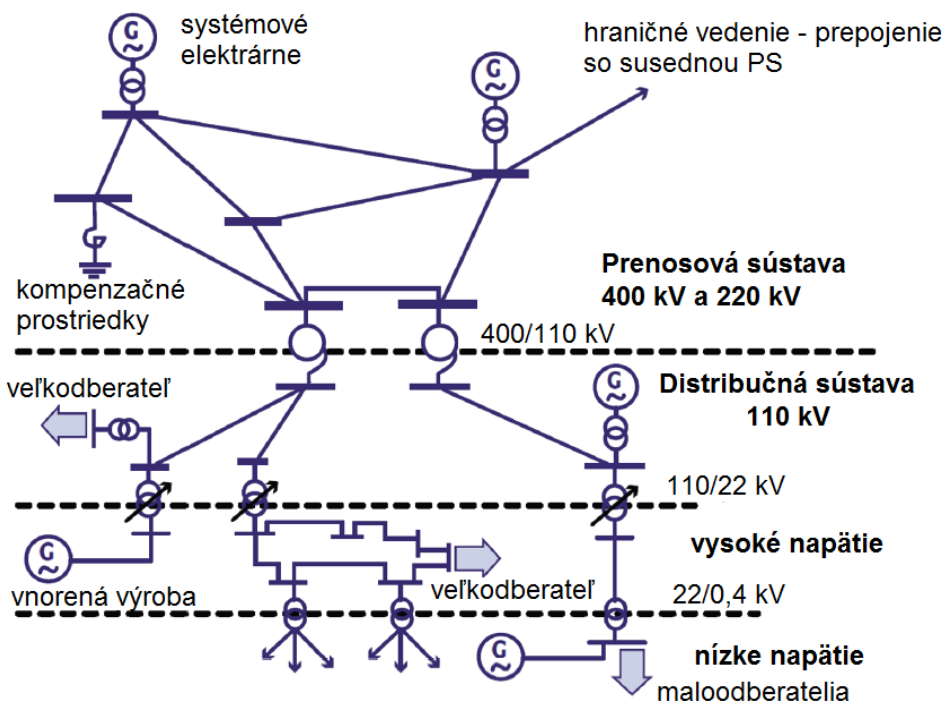 G
systémové
elektrárne
hraničné vedenie - prepojenie
so susednou PS
G
kompenzačné
prostriedky
Prenosová sústava
400 kV a 220 kV
400/110 kV
veľkodberateľ
G
Distribučná sústava
110 kV
110/22 kV
G
vnorená výroba
vysoké napätie
veľkodberateľ
22/0,4 kV
G
nízke napätie
maloodberatelia